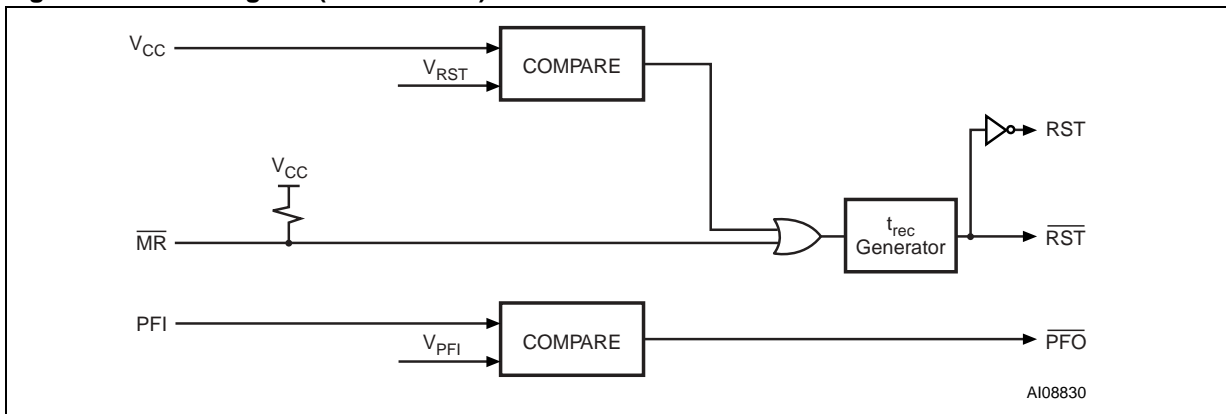 V_CC
V_RST
COMPARE
RST
V_CC
MR
t_rec
Generator
RST
PFI
V_PFI
COMPARE
PFO
AI08830